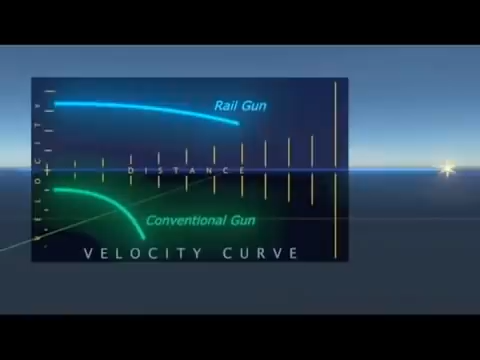 Rail Gun
VELOCITY
DISTANCE
Conventional Gun
VELOCITY CURVE